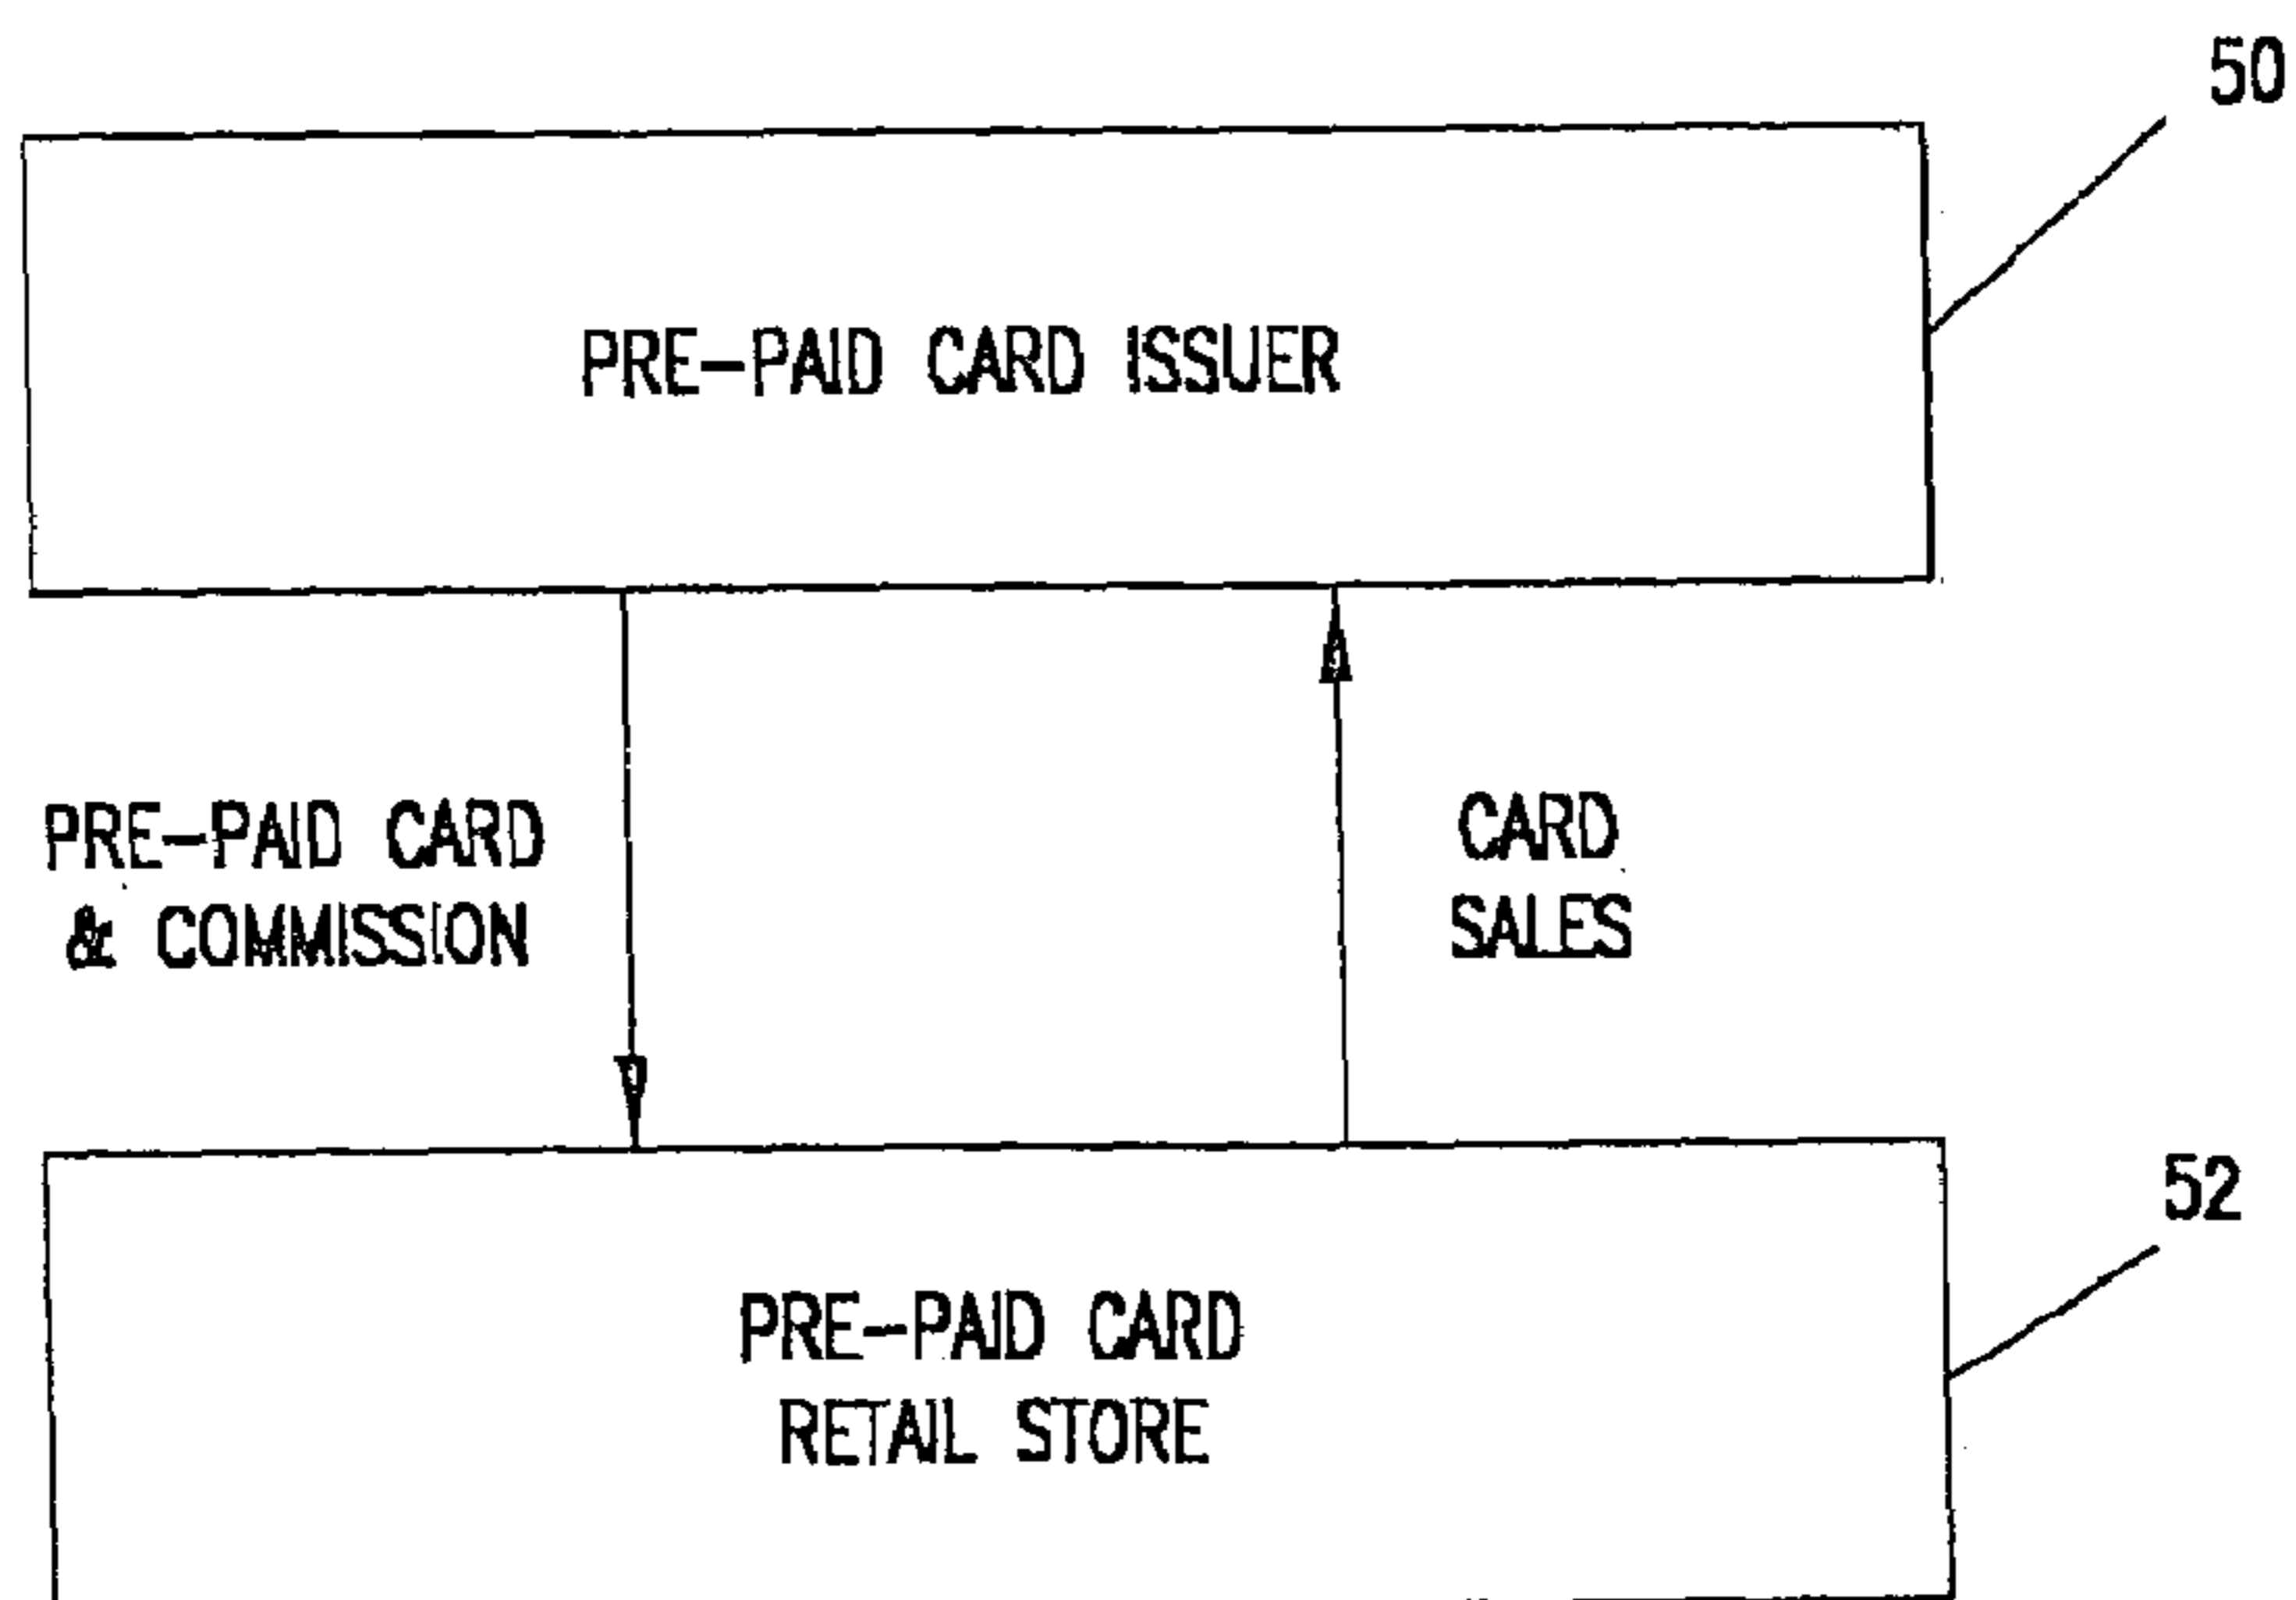 50
PRE-PAID CARD ISSUER
PRE-PAID CARD
& COMMISSION
CARD
SALES
52
PRE-PAID CARD
RETAIL STORE